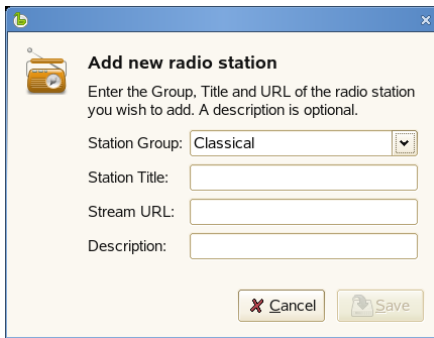 Add new radio station
Enter the Group, Title and URL of the radio station
you wish to add. A description is optional.
Station Group: Classical
Station Title:
Stream URL:
Description:
Cancel Save